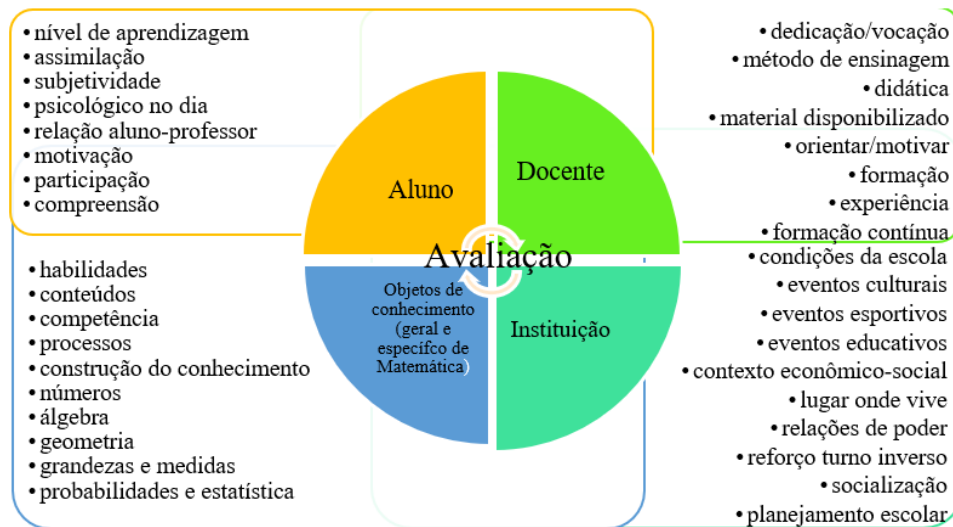 • nível de aprendizagem
• assimilação
• subjetividade
• psicológico no dia
• relação aluno-professor
• motivação
• participação
• compreensão
• dedicação/vocação
• método de ensinagem
• didática
• material disponibilizado
• orientar/motivar
• formação
• experiência
• formação contínua
Aluno
Docente
Avaliação
Objetos de
conhecimento
(geral e
específco de
Matemática)
Instituição
• habilidades
• conteúdos
• competência
• processos
• construção do conhecimento
• números
• álgebra
• geometria
• grandezas e medidas
• probabilidades e estatística
• condições da escola
• eventos culturais
• eventos esportivos
• eventos educativos
• contexto econômico-social
• lugar onde vive
• relações de poder
• reforço turno inverso
• socialização
• planejamento escolar